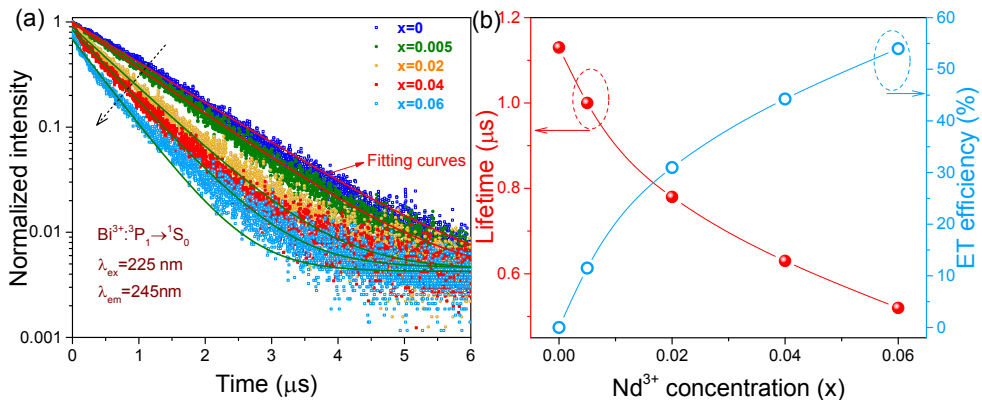 (a)
Normalized intensity
1
0.1
0.01
0.001
x=0
x=0.005
x=0.02
x=0.04
x=0.06
Fitting curves
Bi³⁺:³P₁→¹S₀
λex=225 nm
λem=245nm
0 1 2 3 4 5 6
Time (μs)
(b)
Lifetime (μs)
1.2
1.0
0.8
0.6
0.00 0.02 0.04 0.06
Nd³⁺ concentration (x)
60
50
40
30
20
10
0
ET efficiency (%)